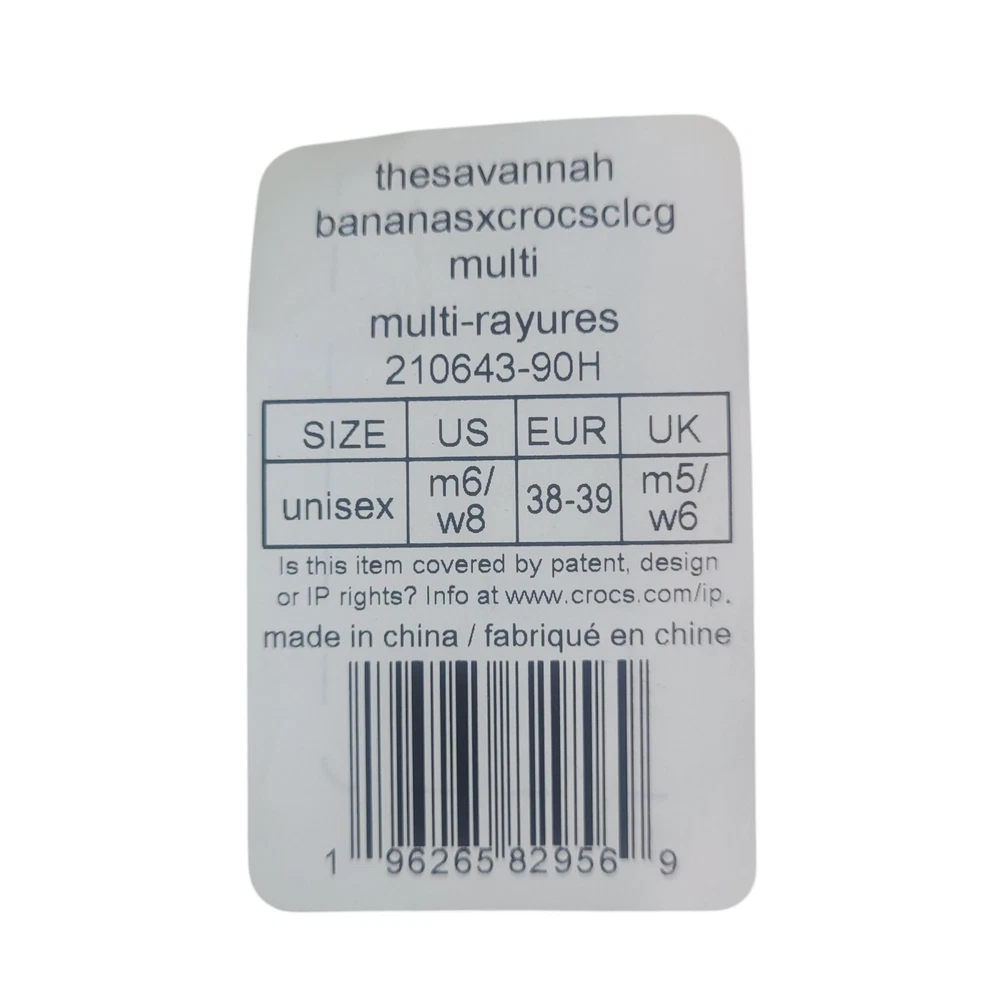 thesavannah
bananasxcrocsclcg
multi
multi-rayures
210643-90H
SIZE US EUR UK
unisex m6/ w8 38-39 m5/ w6
Is this item covered by patent, design
or IP rights? Info at www.crocs.com/ip.
made in china / fabriqué en chine
1 96265 82956 9